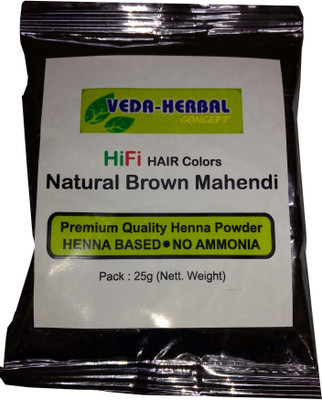 VEDA-HERBAL
CONCEPT
HiFi HAIR Colors
Natural Brown Mahendi
Premium Quality Henna Powder
HENNA BASED●NO AMMONIA
Pack : 25g (Nett. Weight)